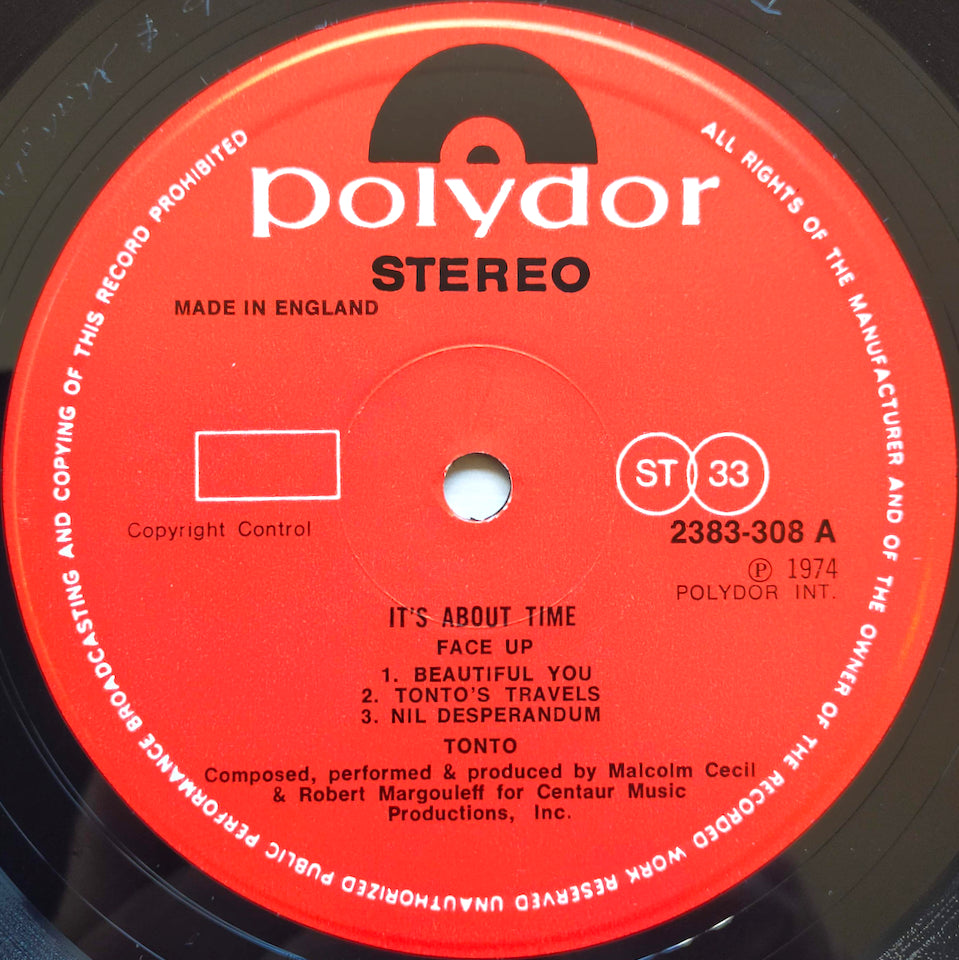 polydor
STEREO
MADE IN ENGLAND
ST 33
Copyright Control
2383-308 A
Ⓟ 1974
POLYDOR INT.
IT'S ABOUT TIME
FACE UP
1. BEAUTIFUL YOU
2. TONTO'S TRAVELS
3. NIL DESPERANDUM
TONTO
Composed, performed & produced by Malcolm Cecil
& Robert Margouleff for Centaur Music
Productions, Inc.
ALL RIGHTS OF THE MANUFACTURER AND OF THE OWNER OF THE RECORDED WORK RESERVED UNAUTHORIZED PUBLIC PERFORMANCE BROADCASTING AND COPYING OF THIS RECORD PROHIBITED